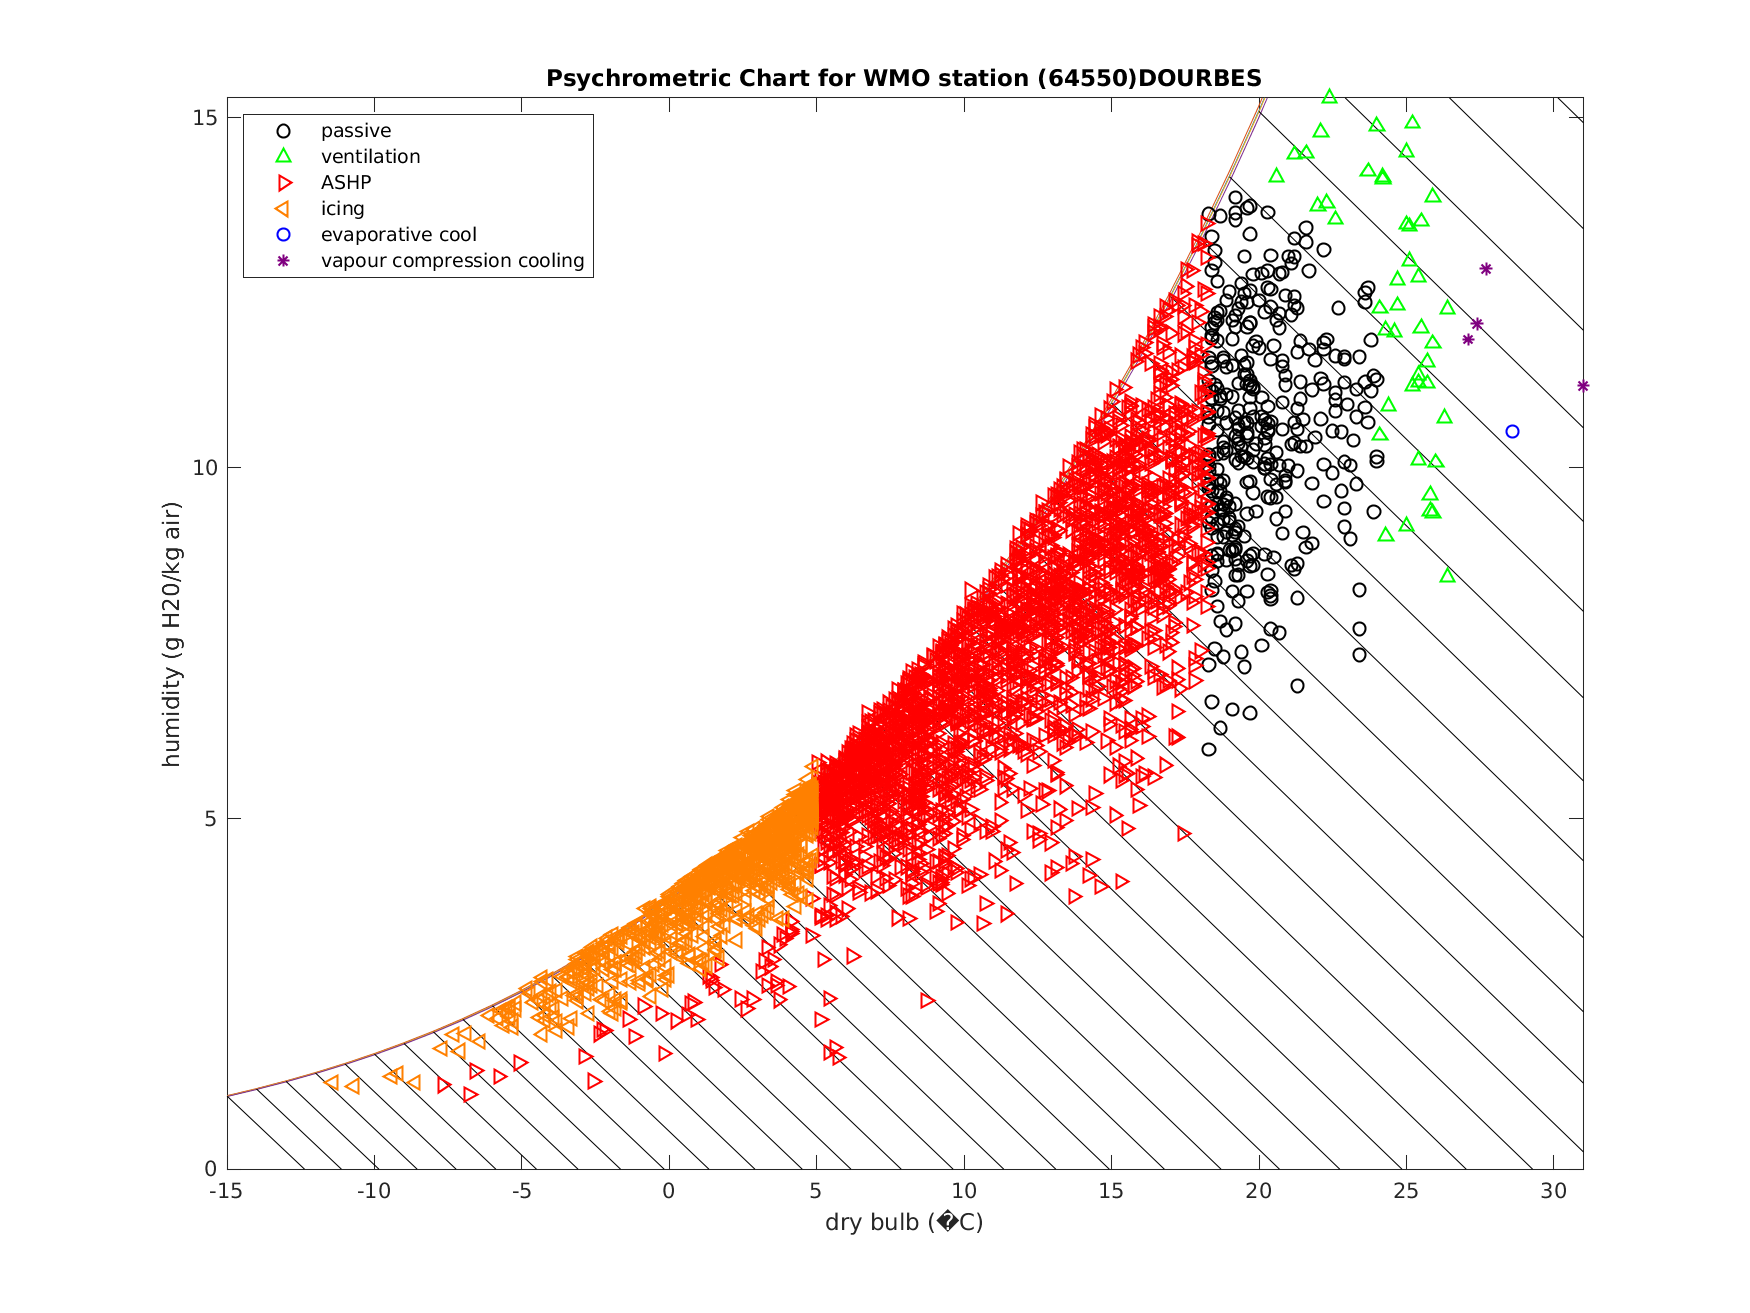 Psychrometric Chart for WMO station (64550)DOURBES
passive
ventilation
ASHP
icing
evaporative cool
vapour compression cooling
humidity (g H20/kg air)
15
10
5
0
-15 -10 -5 0 5 10 15 20 25 30
dry bulb (�C)